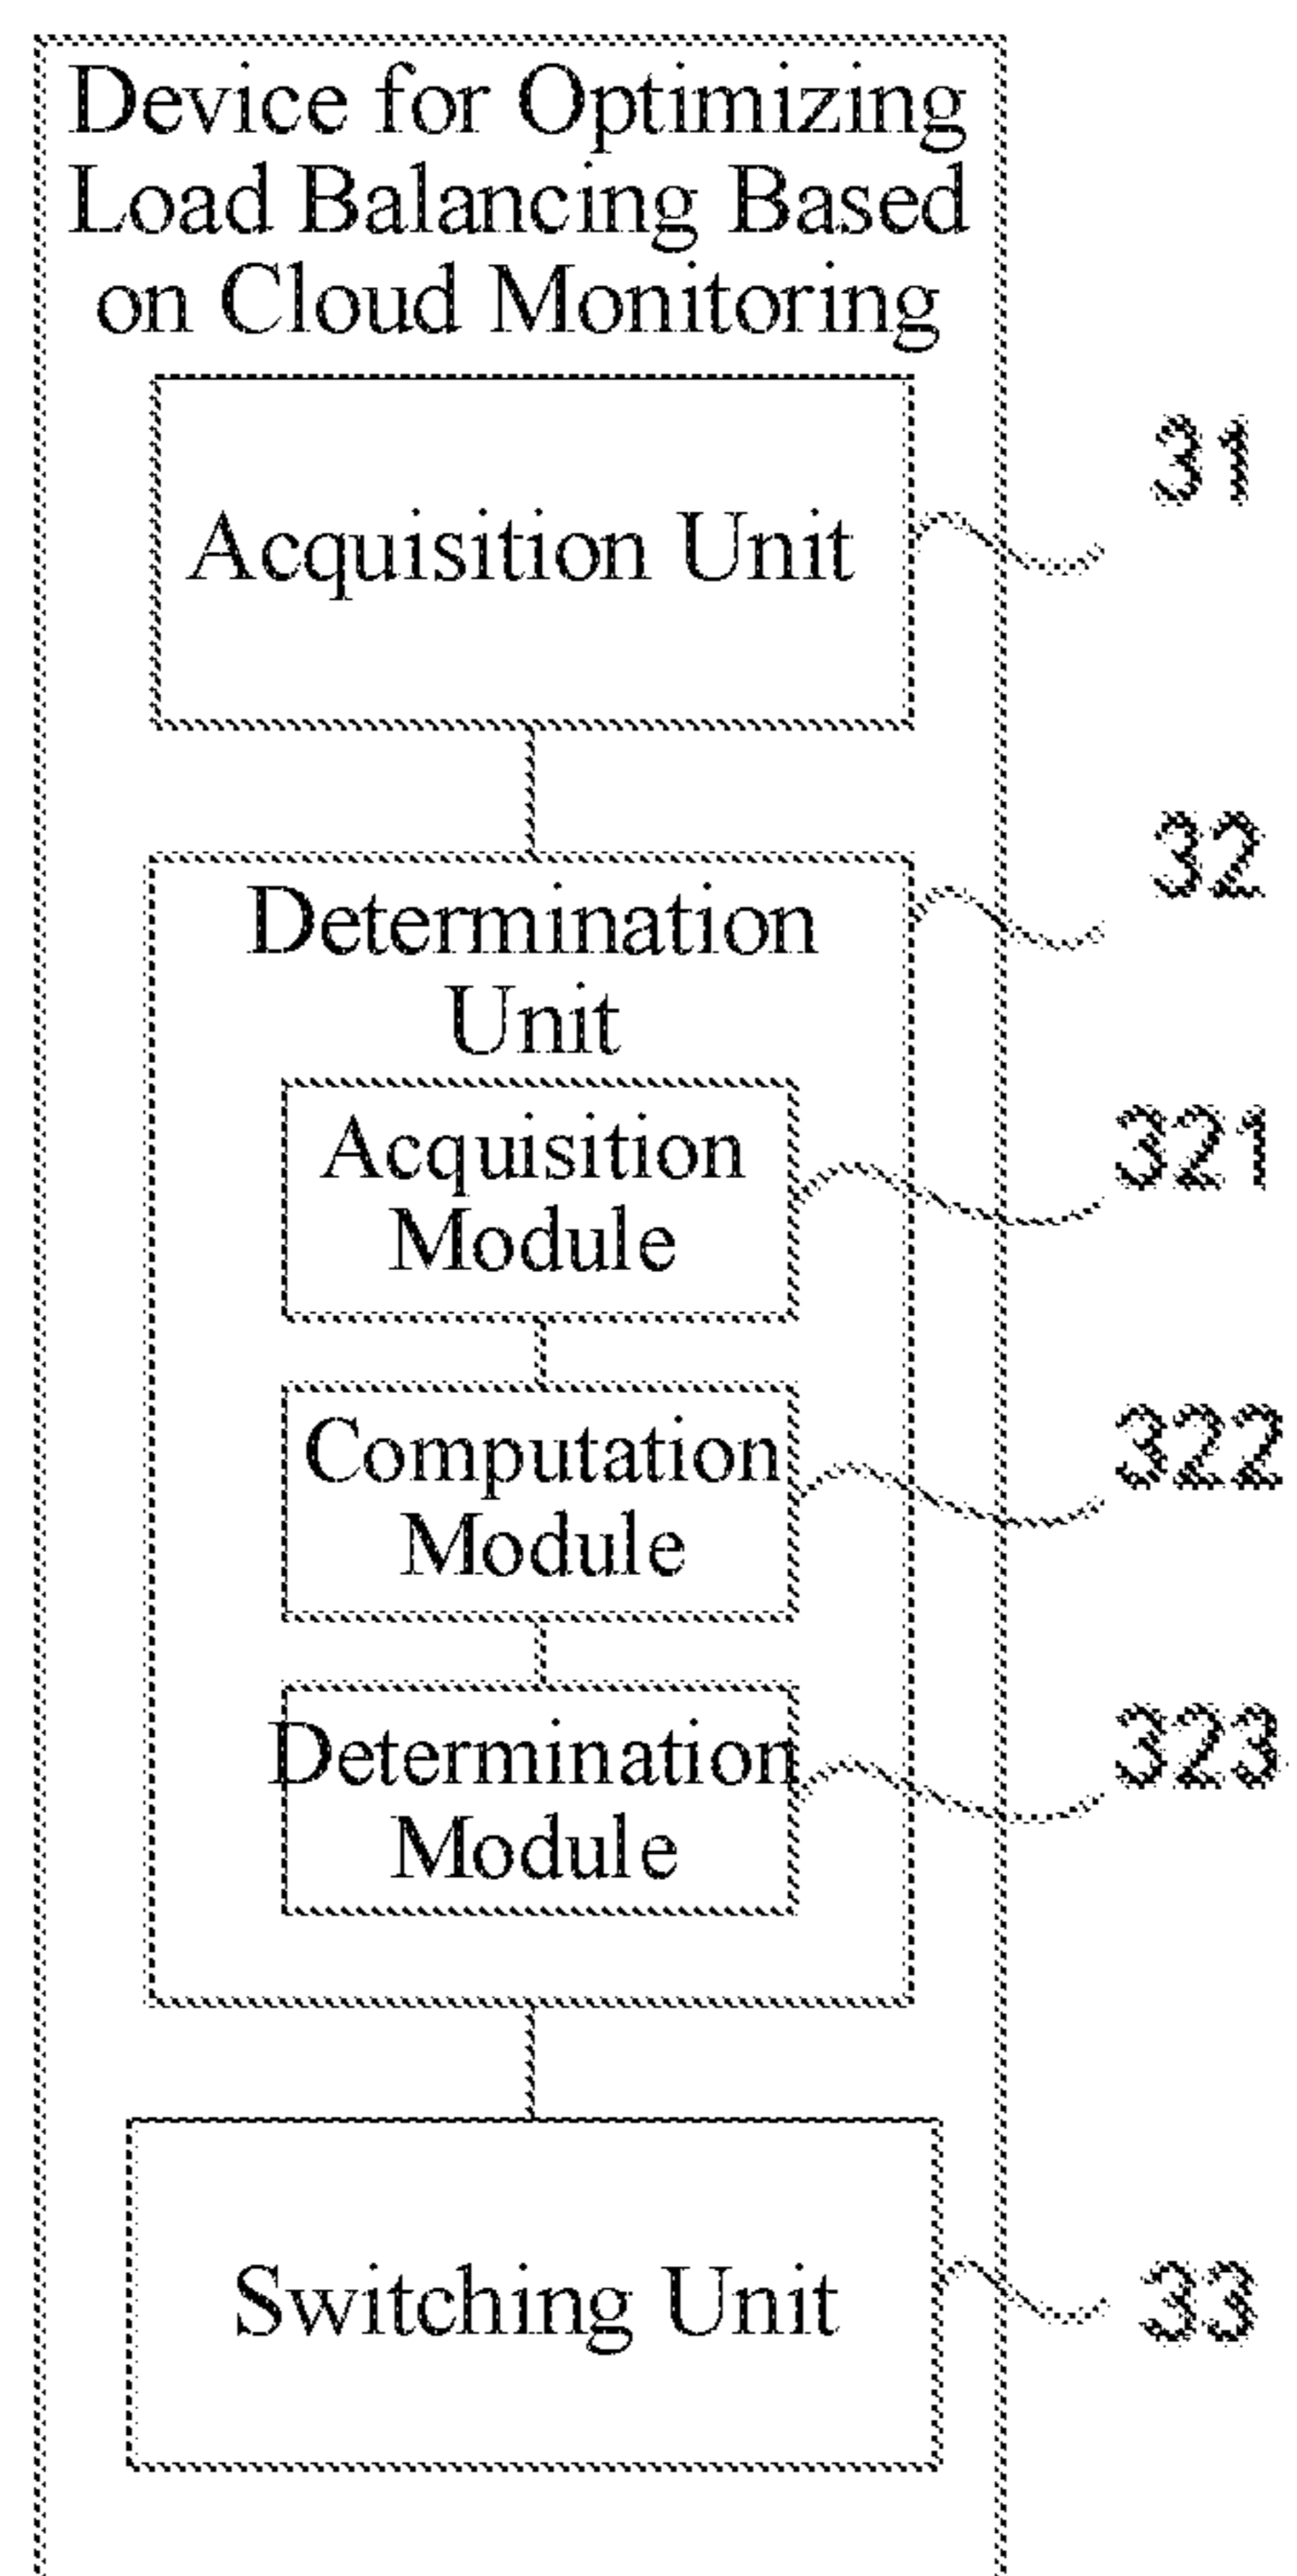 Device for Optimizing
Load Balancing Based
on Cloud Monitoring
Acquisition Unit
31
Determination
Unit
32
Acquisition
Module
321
Computation
Module
322
Determination
Module
323
Switching Unit
33